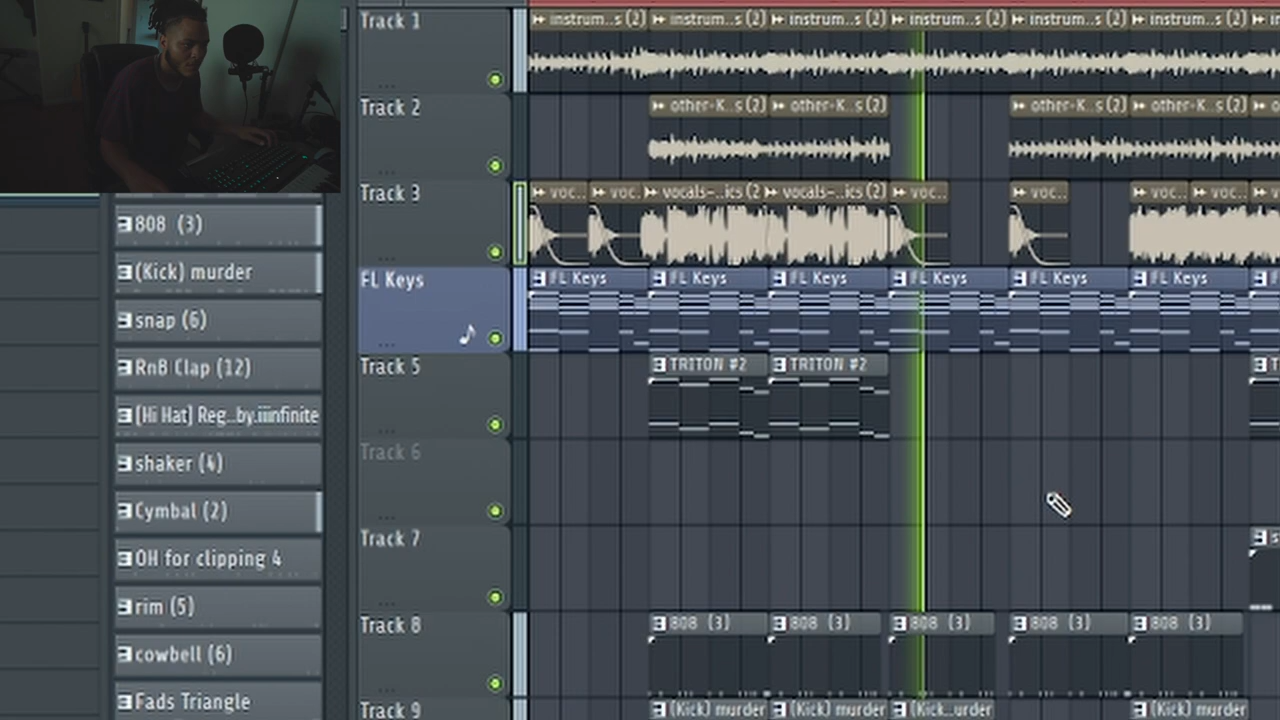 808 (3)
(Kick) murder
snap (6)
RnB Clap (12)
(Hi Hat) Reg...by.iiinfinite
shaker (4)
Cymbal (2)
OH for clipping 4
rim (5)
cowbell (6)
Fads Triangle
Track 1
instrum..s (2) instrum..s (2) instrum..s (2) instrum..s (2) instrum..s (2) instrum..s (2)
Track 2
other-K..s (2) other-K..s (2) other-K..s (2) other-K..s (2)
Track 3
voc.. voc.. vocals-..ics (2 vocals-..ics (2) voc.. voc.. voc.. voc..
FL Keys
FL Keys FL Keys FL Keys FL Keys FL Keys FL Keys
Track 5
TRITON #2 TRITON #2
Track 6
Track 7
Track 8
808 (3) 808 (3) 808 (3) 808 (3) 808 (3)
Track 9
(Kick) murder (Kick) murder (Kick..urder (Kick) murder